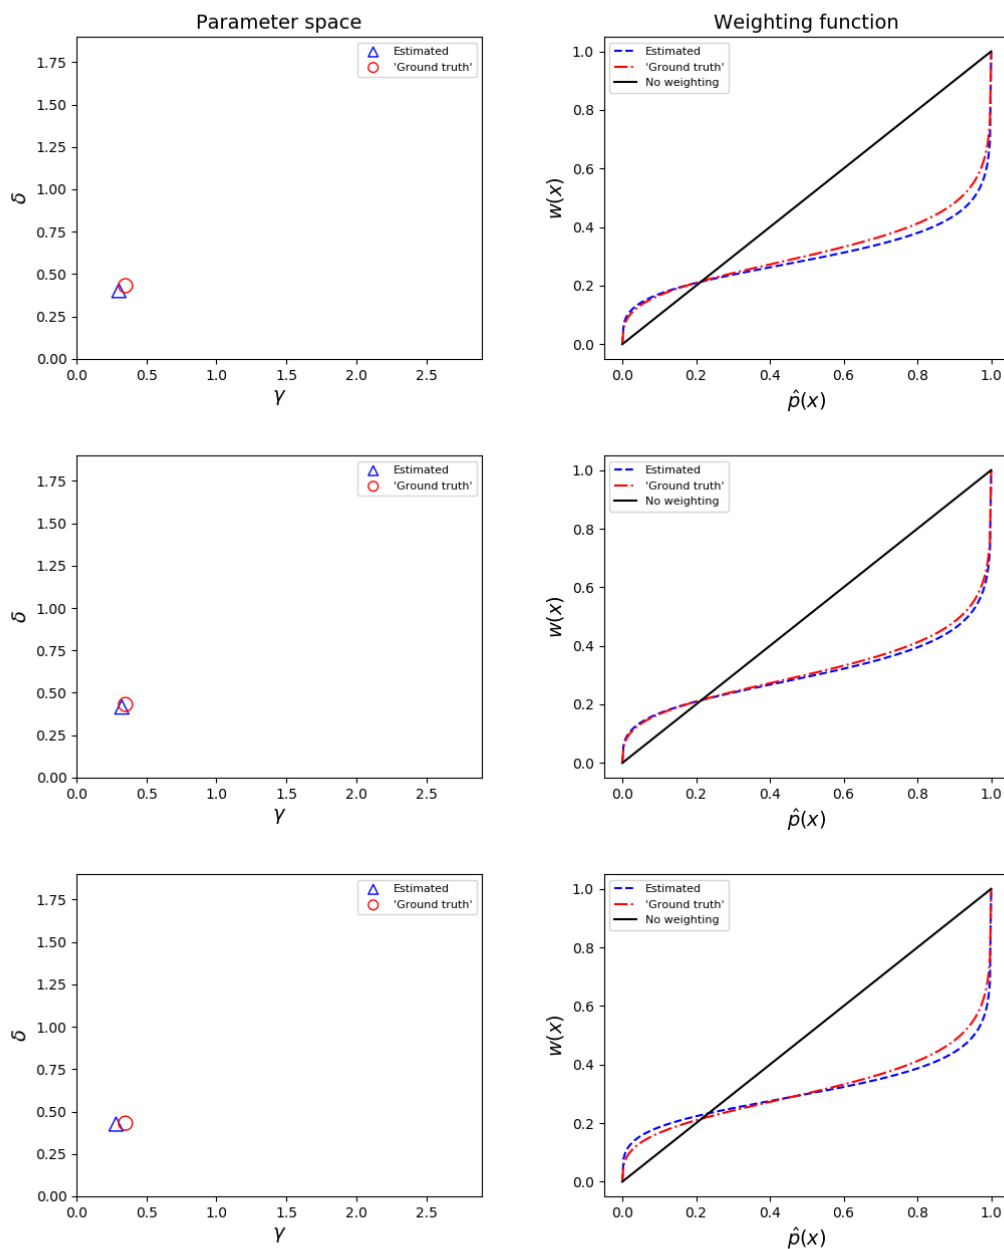 Parameter space
Estimated
'Ground truth'
δ
1.75
1.50
1.25
1.00
0.75
0.50
0.25
0.00
0.0 0.5 1.0 1.5 2.0 2.5
γ
Weighting function
Estimated
'Ground truth'
No weighting
w(x)
1.0
0.8
0.6
0.4
0.2
0.0
0.0 0.2 0.4 0.6 0.8 1.0
p̂(x)
Estimated
'Ground truth'
δ
1.75
1.50
1.25
1.00
0.75
0.50
0.25
0.00
0.0 0.5 1.0 1.5 2.0 2.5
γ
Estimated
'Ground truth'
No weighting
w(x)
1.0
0.8
0.6
0.4
0.2
0.0
0.0 0.2 0.4 0.6 0.8 1.0
p̂(x)
Estimated
'Ground truth'
δ
1.75
1.50
1.25
1.00
0.75
0.50
0.25
0.00
0.0 0.5 1.0 1.5 2.0 2.5
γ
Estimated
'Ground truth'
No weighting
w(x)
1.0
0.8
0.6
0.4
0.2
0.0
0.0 0.2 0.4 0.6 0.8 1.0
p̂(x)